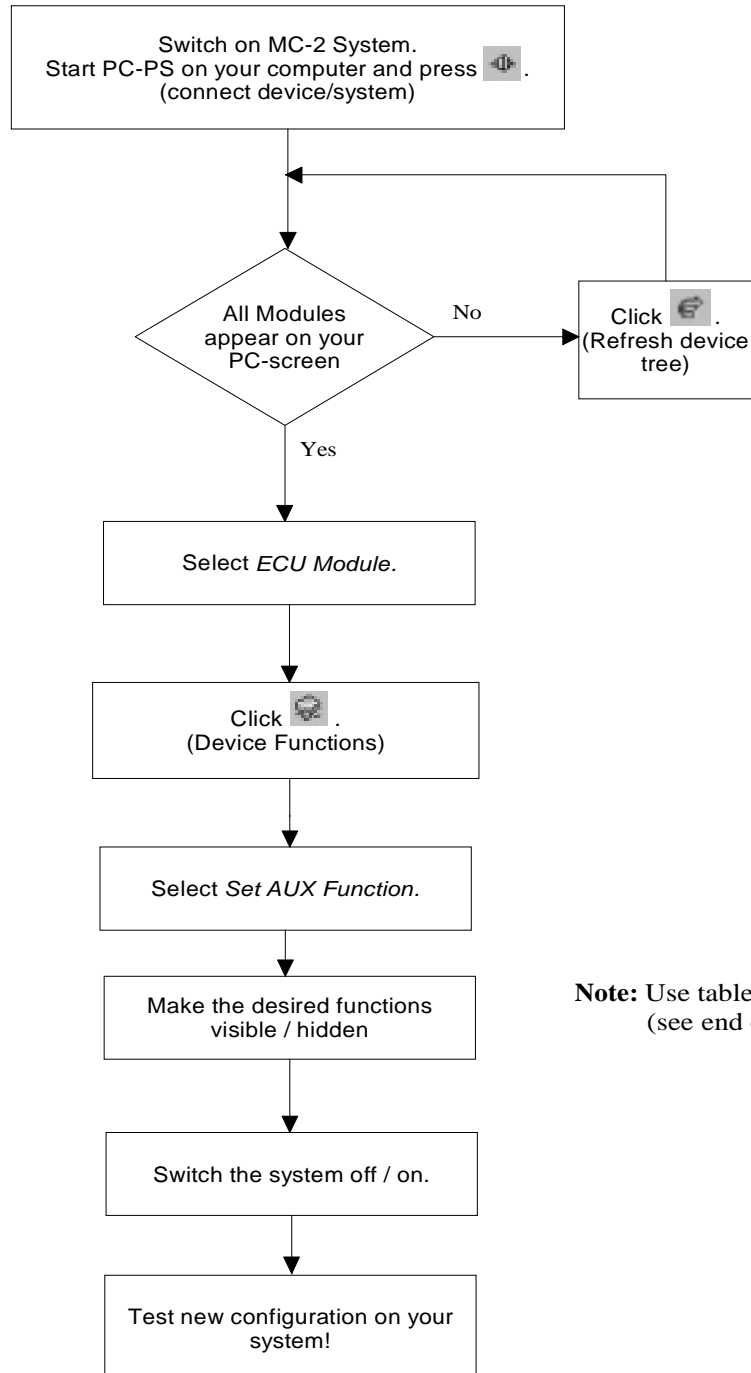 Switch on MC-2 System.
Start PC-PS on your computer and press .
(connect device/system)
All Modules
appear on your
PC-screen
No
Click .
(Refresh device
tree)
Yes
Select ECU Module.
Click .
(Device Functions)
Select Set AUX Function.
Make the desired functions
visible / hidden
Note: Use table
(see end
Switch the system off / on.
Test new configuration on your
system!